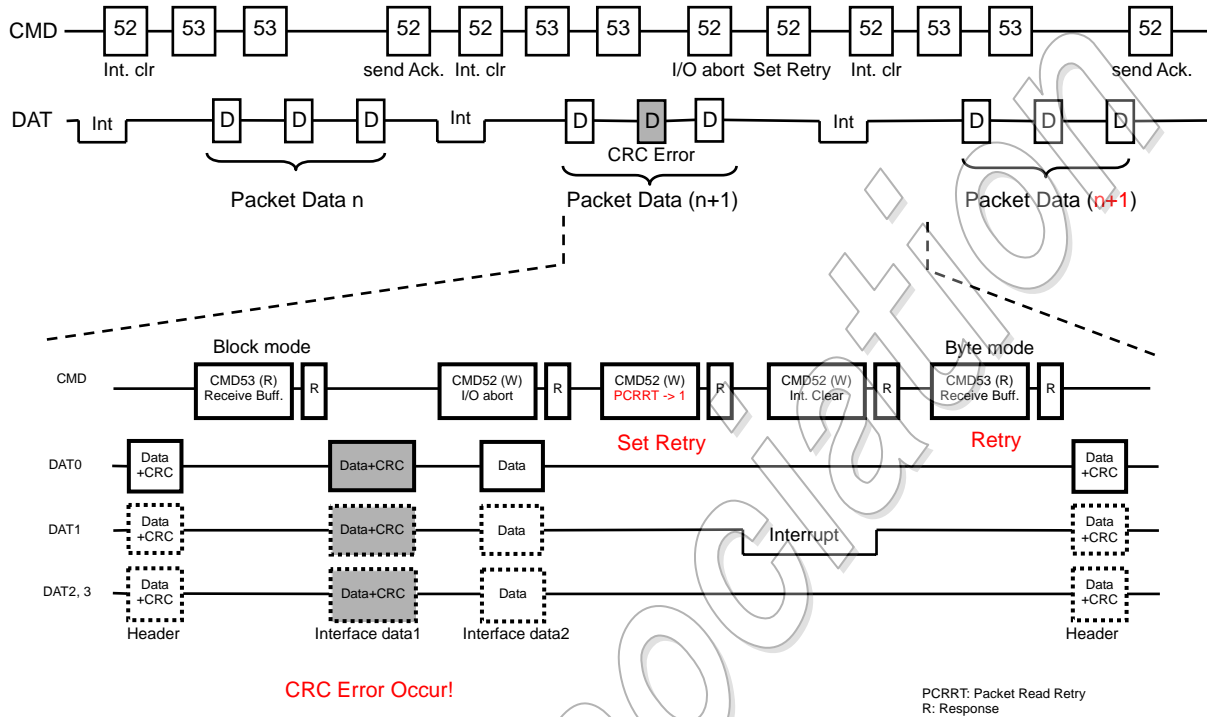 CMD 52 53 53 52 52 53 53 52 52 52 53 53 52
Int. clr send Ack. Int. clr I/O abort Set Retry Int. clr send Ack.
DAT Int D D D Int D D D Int D D D
CRC Error
Packet Data n Packet Data (n+1) Packet Data (n+1)
Block mode Byte mode
CMD CMD53 (R) Receive Buff. R CMD52 (W) I/O abort R CMD52 (W) PCRRT -> 1 R CMD52 (W) Int. Clear R CMD53 (R) Receive Buff. R
Set Retry Retry
DAT0 Data +CRC Data+CRC Data Data +CRC
DAT1 Data +CRC Data+CRC Data Interrupt Data +CRC
DAT2, 3 Data +CRC Data+CRC Data Data +CRC
Header Interface data1 Interface data2 Header
CRC Error Occur!
PCRRT: Packet Read Retry
R: Response
ociation